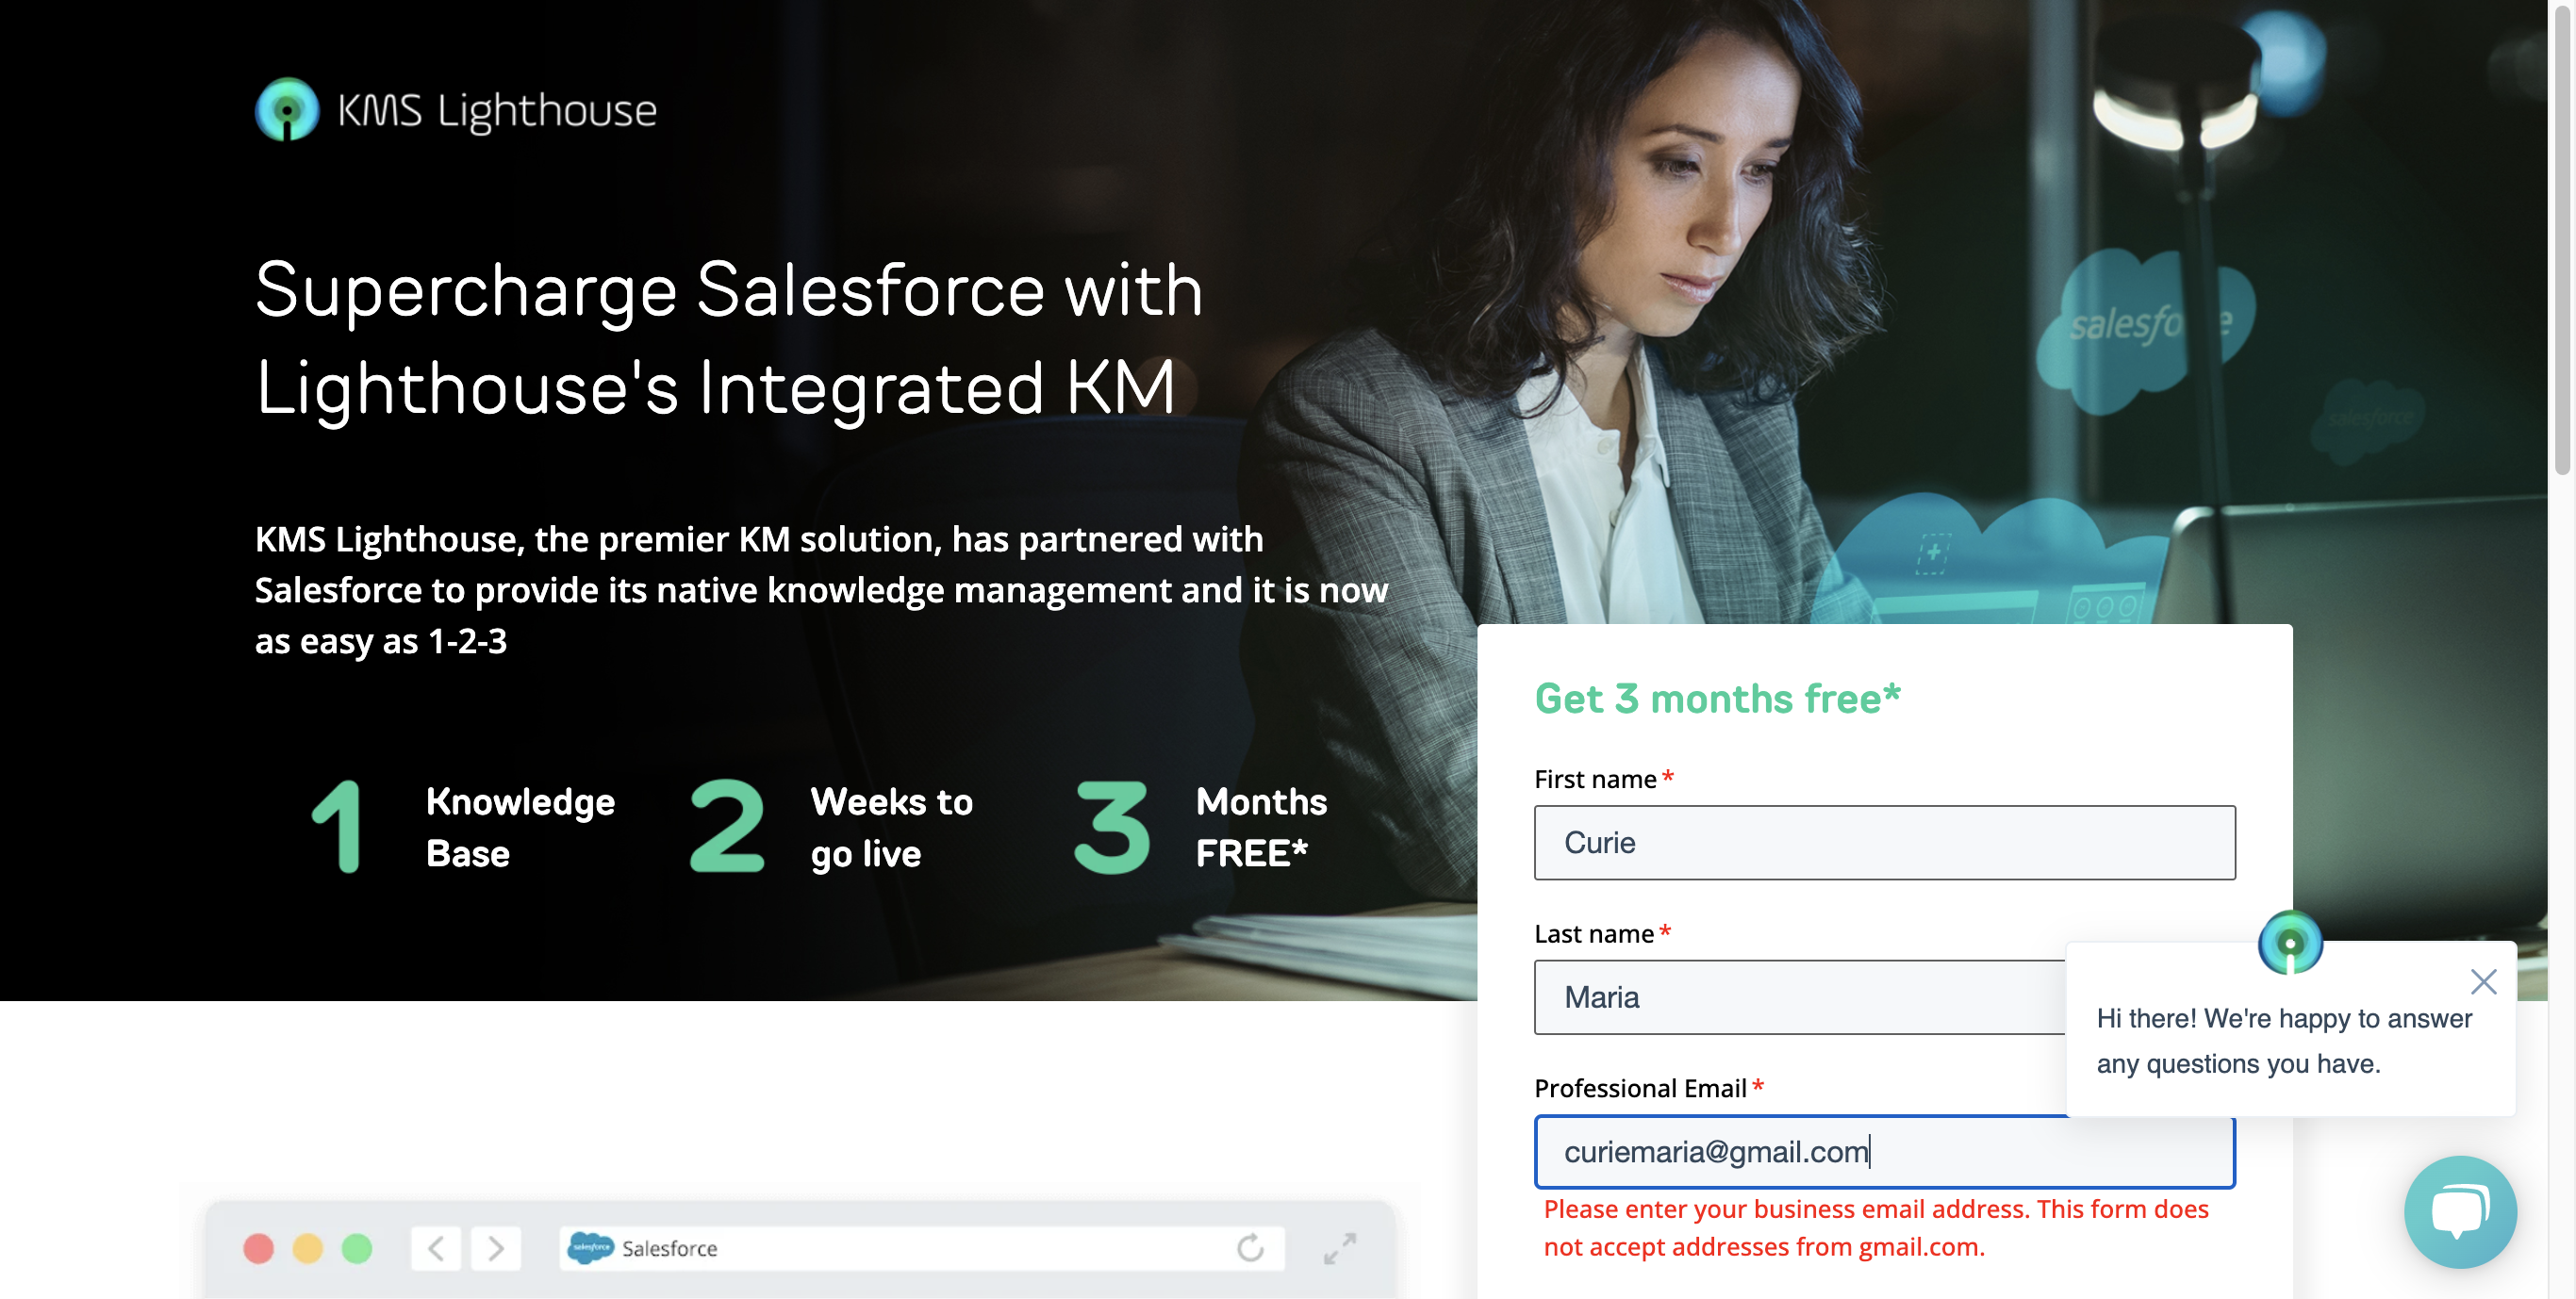 KMS Lighthouse
Supercharge Salesforce with
Lighthouse's Integrated KM
KMS Lighthouse, the premier KM solution, has partnered with
Salesforce to provide its native knowledge management and it is now
as easy as 1-2-3
1 Knowledge
Base
2 Weeks to
go live
3 Months
FREE*
salesfo e
salesforce
Get 3 months free*
First name*
Curie
Last name*
Maria
Professional Email*
curiemaria@gmail.com
Please enter your business email address. This form does
not accept addresses from gmail.com.
Hi there! We're happy to answer
any questions you have.
salesforce Salesforce